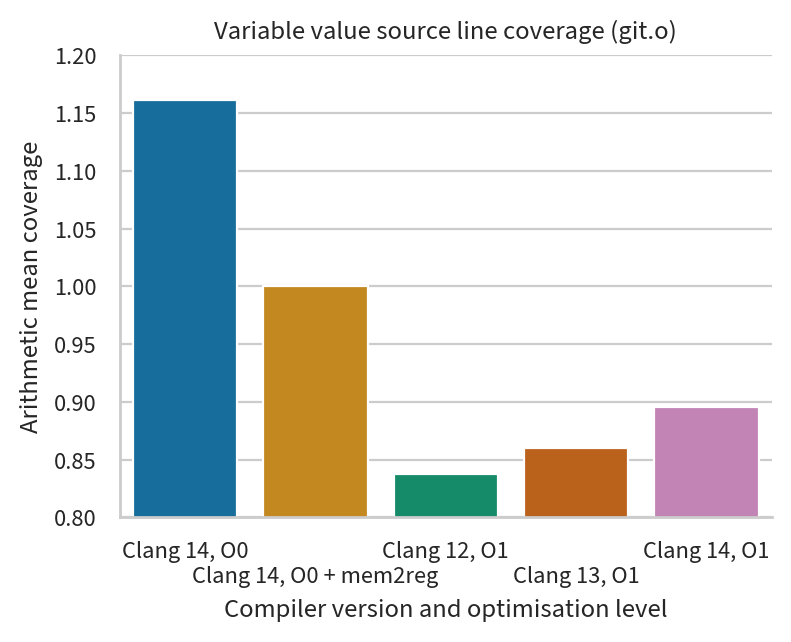 Variable value source line coverage (git.o)
1.20
1.15
1.10
1.05
1.00
0.95
0.90
0.85
0.80
Arithmetic mean coverage
Clang 14, O0
Clang 12, O1
Clang 14, O1
Clang 14, O0 + mem2reg
Clang 13, O1
Compiler version and optimisation level